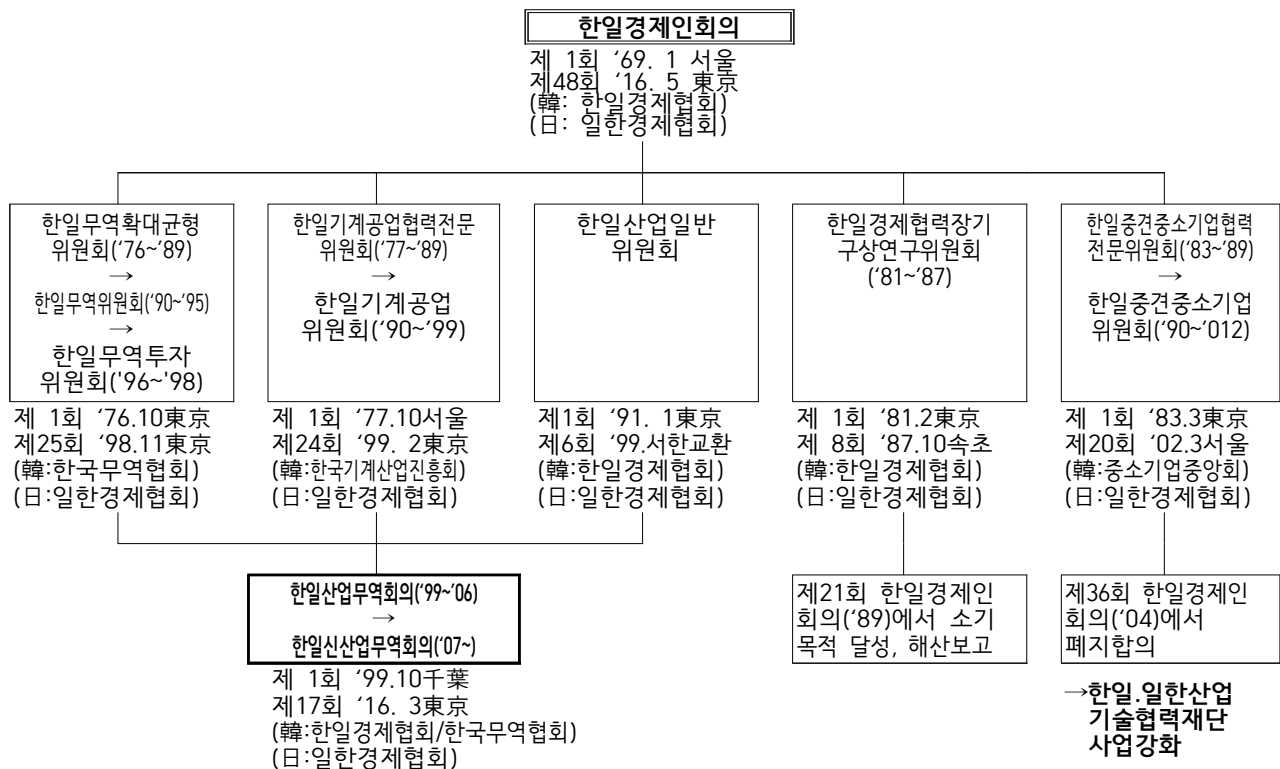 한일경제인회의
제 1회 ‘69. 1 서울
제48회 ‘16. 5 東京
(韓: 한일경제협회)
(日: 일한경제협회)
한일무역확대균형
위원회(‘76~‘89)
→
한일무역위원회(‘90~’95)
→
한일무역투자
위원회('96~'98)
제 1회 ‘76.10東京
제25회 ‘98.11東京
(韓:한국무역협회)
(日:일한경제협회)
한일기계공업협력전문
위원회(‘77~‘89)
→
한일기계공업
위원회(‘90~‘99)
제 1회 ‘77.10서울
제24회 ‘99. 2東京
(韓:한국기계산업진흥회)
(日:일한경제협회)
한일산업일반
위원회
제1회 ‘91. 1東京
제6회 ‘99.서한교환
(韓:한일경제협회)
(日:일한경제협회)
한일경제협력장기
구상연구위원회
(‘81~‘87)
제 1회 ‘81.2東京
제 8회 ‘87.10속초
(韓:한일경제협회)
(日:일한경제협회)
한일중견중소기업협력
전문위원회(‘83~‘89)
→
한일중견중소기업
위원회(‘90~‘012)
제 1회 ‘83.3東京
제20회 ‘02.3서울
(韓:중소기업중앙회)
(日:일한경제협회)
한일산업무역회의(‘99~‘06)
→
한일신산업무역회의(‘07~)
제 1회 ‘99.10千葉
제17회 ‘16. 3東京
(韓:한일경제협회/한국무역협회)
(日:일한경제협회)
제21회 한일경제인
회의(‘89)에서 소기
목적 달성, 해산보고
제36회 한일경제인
회의(‘04)에서
폐지합의
→한일.일한산업
기술협력재단
사업강화